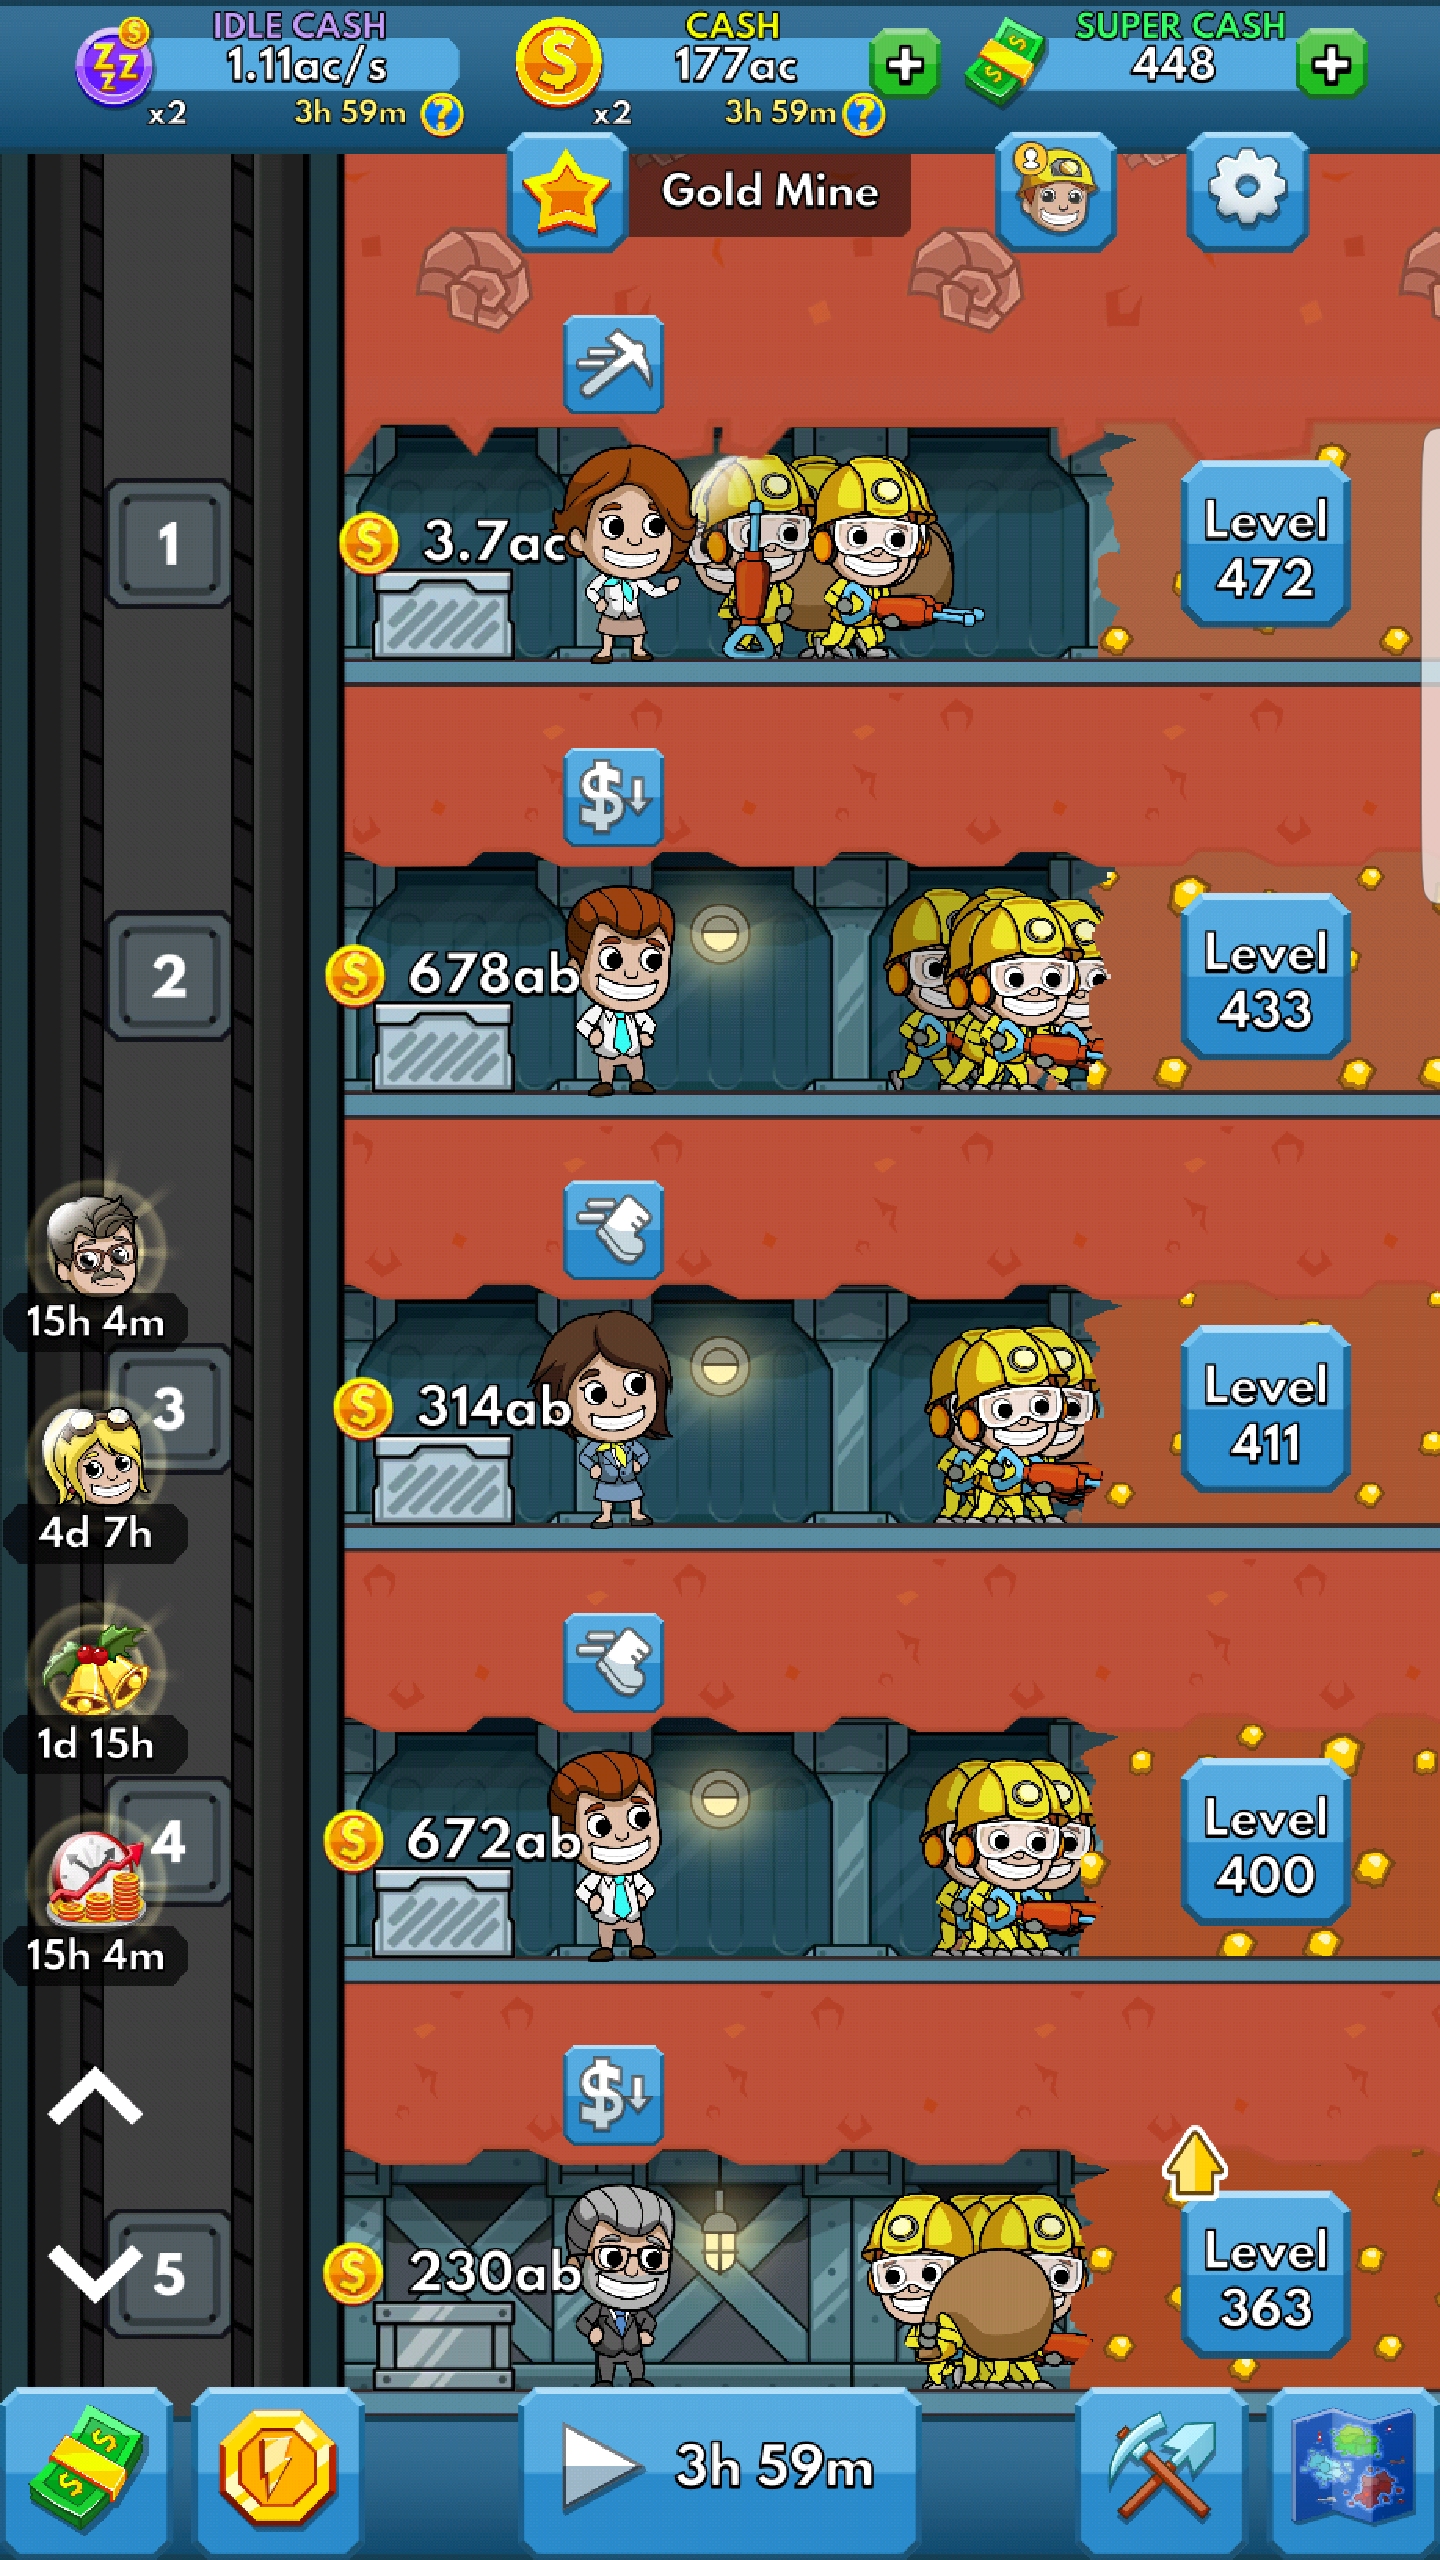 IDLE CASH
1.11ac/s
x2
3h 59m
?
CASH
177ac
x2
3h 59m
?
SUPER CASH
448
Gold Mine
1
3.7ac
Level
472
2
678ab
Level
433
15h 4m
3
314ab
Level
411
4d 7h
1d 15h
4
672ab
Level
400
15h 4m
5
230ab
Level
363
3h 59m